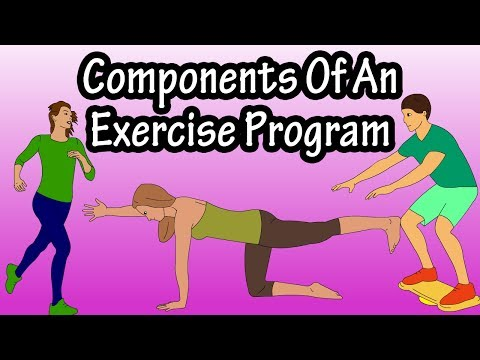 Components Of An
Exercise Program